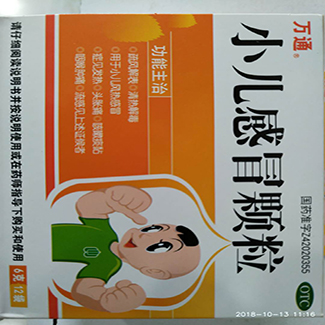 万通®
小儿感冒颗粒
国药准字Z42020355
OTC
功能主治
·疏风解表·清热解毒
·用于小儿风热感冒
症见发热·头胀痛·咳嗽痰黏
·咽喉肿痛·流感见上述证候者
请仔细阅读说明书并按说明使用或在药师指导下购买和使用
6克 12袋
2018-10-13 11:16